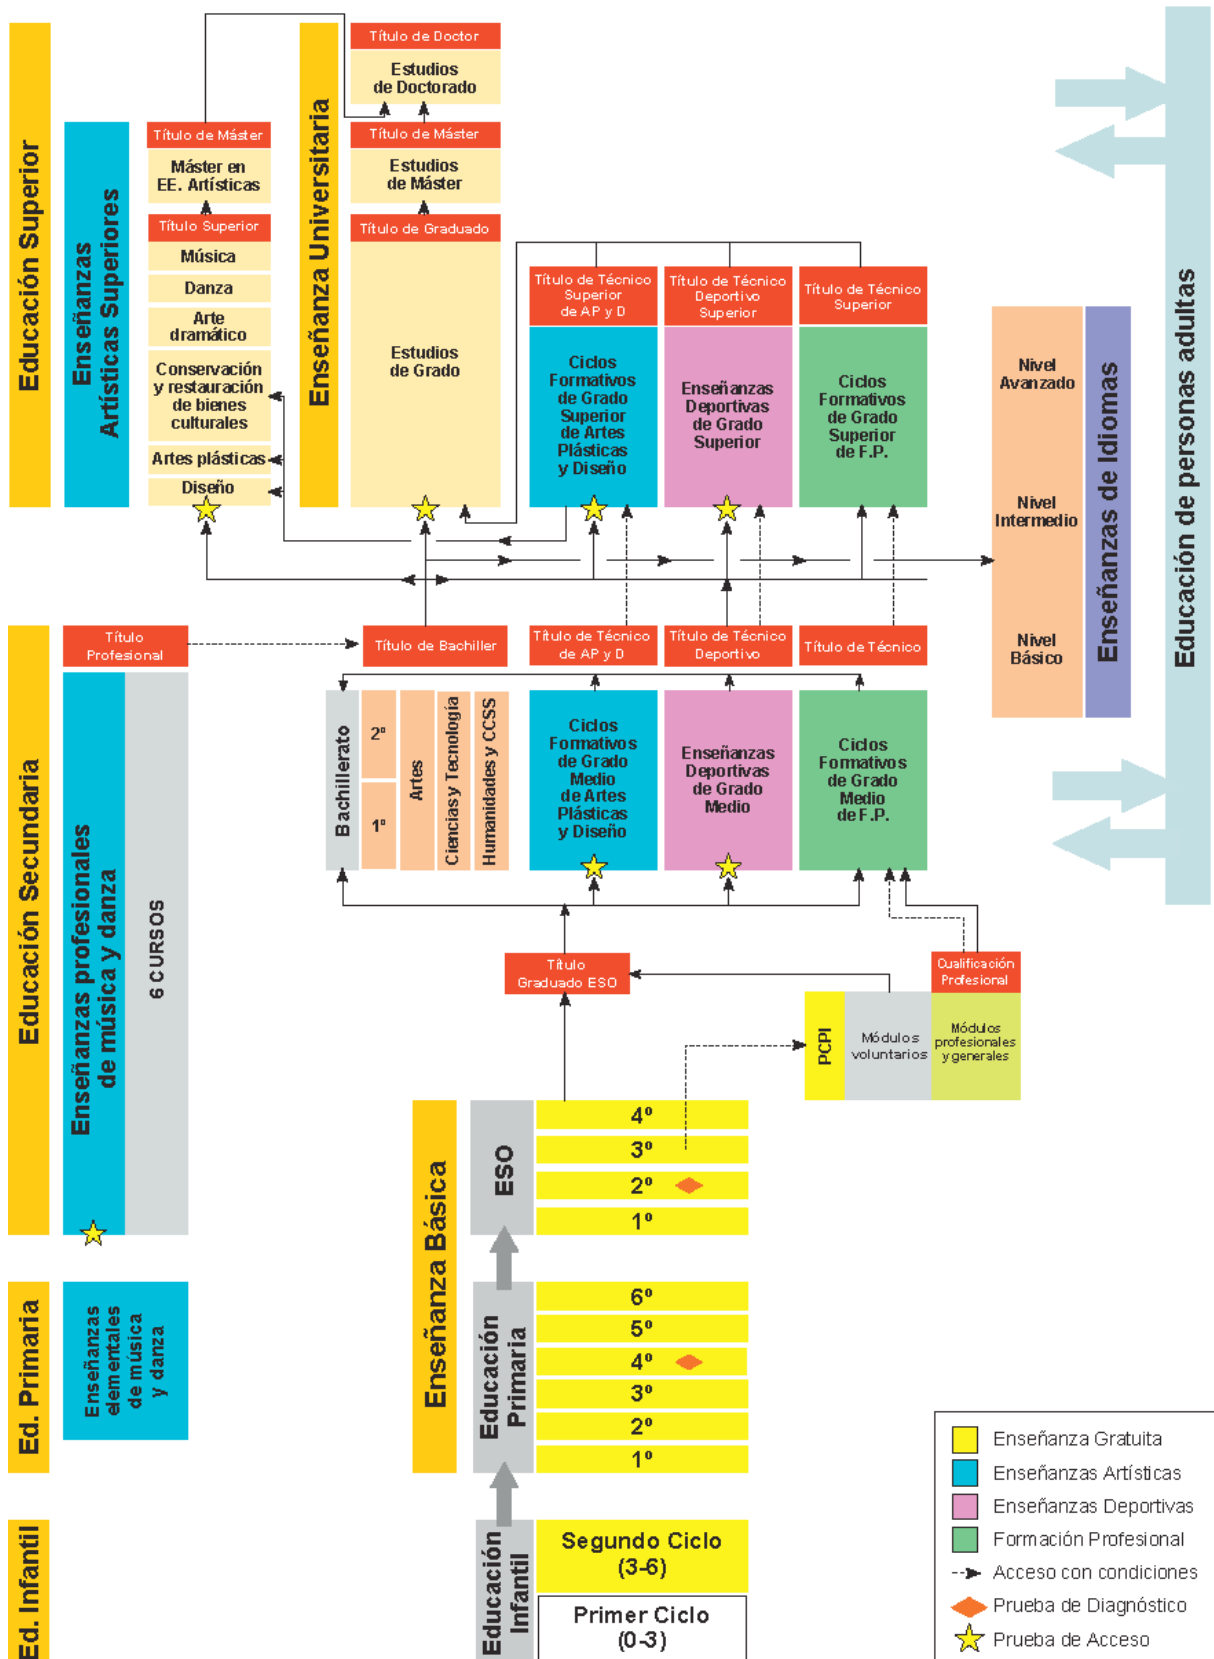 Educación Superior
Enseñanzas
Artísticas Superiores
Título de Máster
Máster en
EE. Artísticas
Título Superior
Música
Danza
Arte
dramático
Conservación
y restauración
de bienes
culturales
Artes plásticas
Diseño
Enseñanza Universitaria
Título de Doctor
Estudios
de Doctorado
Título de Máster
Estudios
de Máster
Título de Graduado
Estudios
de Grado
Título de Técnico
Superior
de AP y D
Ciclos
Formativos
de Grado
Superior
de Artes
Plásticas
y Diseño
Título de Técnico
Deportivo
Superior
Enseñanzas
Deportivas
de Grado
Superior
Título de Técnico
Superior
Ciclos
Formativos
de Grado
Superior
de F.P.
Nivel
Avanzado
Nivel
Intermedio
Nivel
Básico
Enseñanzas de Idiomas
Educación de personas adultas
Educación Secundaria
Título
Profesional
Enseñanzas profesionales
de música y danza
6 CURSOS
Título de Bachiller
Bachillerato
2º
1º
Artes
Ciencias y Tecnología
Humanidades y CCSS
Título de Técnico
de AP y D
Ciclos
Formativos
de Grado
Medio
de Artes
Plásticas
y Diseño
Título de Técnico
Deportivo
Enseñanzas
Deportivas
de Grado
Medio
Título de Técnico
Ciclos
Formativos
de Grado
Medio
de F.P.
Título
Graduado ESO
Cualificación
Profesional
PCPI
Módulos
voluntarios
Módulos
profesionales
y generales
Enseñanza Básica
ESO
4º
3º
2º
1º
Ed. Primaria
Enseñanzas
elementales
de música
y danza
Educación
Primaria
6º
5º
4º
3º
2º
1º
Ed. Infantil
Educación
Infantil
Segundo Ciclo
(3-6)
Primer Ciclo
(0-3)
Enseñanza Gratuita
Enseñanzas Artísticas
Enseñanzas Deportivas
Formación Profesional
Acceso con condiciones
Prueba de Diagnóstico
Prueba de Acceso